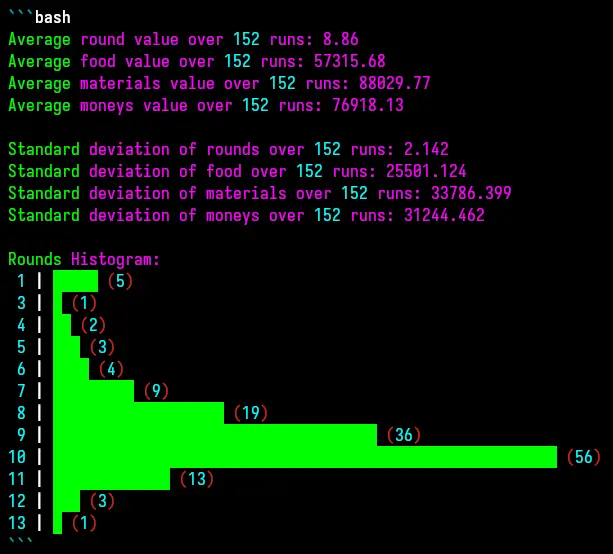 ```bash
Average round value over 152 runs: 8.86
Average food value over 152 runs: 57315.68
Average materials value over 152 runs: 88029.77
Average moneys value over 152 runs: 76918.13

Standard deviation of rounds over 152 runs: 2.142
Standard deviation of food over 152 runs: 25501.124
Standard deviation of materials over 152 runs: 33786.399
Standard deviation of moneys over 152 runs: 31244.462

Rounds Histogram:
1 | (5)
3 | (1)
4 | (2)
5 | (3)
6 | (4)
7 | (9)
8 | (19)
9 | (36)
10 | (56)
11 | (13)
12 | (3)
13 | (1)
```